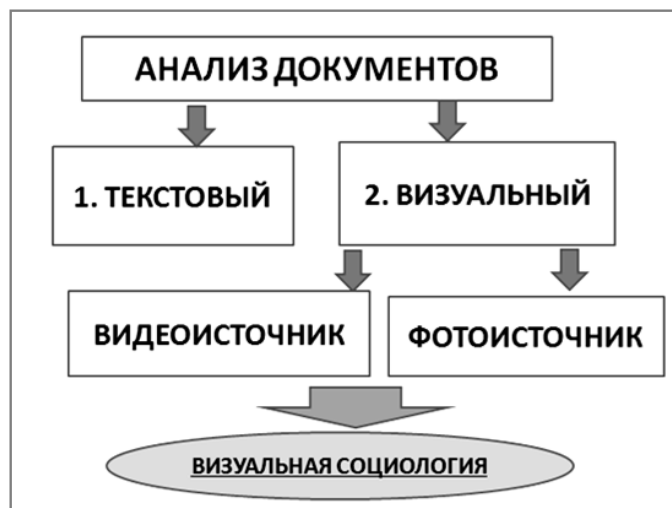 АНАЛИЗ ДОКУМЕНТОВ
1. ТЕКСТОВЫЙ
2. ВИЗУАЛЬНЫЙ
ВИДЕОИСТОЧНИК
ФОТОИСТОЧНИК
ВИЗУАЛЬНАЯ СОЦИОЛОГИЯ